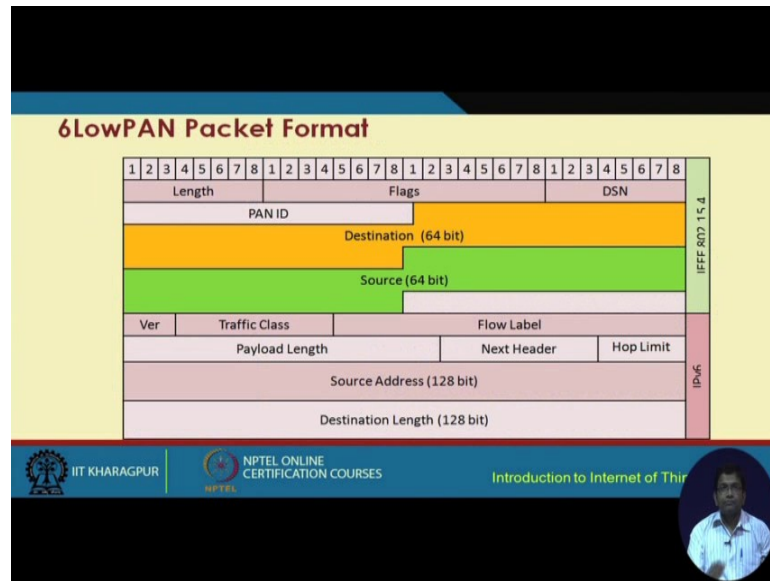 6LowPAN Packet Format
1 2 3 4 5 6 7 8 1 2 3 4 5 6 7 8 1 2 3 4 5 6 7 8 1 2 3 4 5 6 7 8
Length Flags DSN
PAN ID
Destination (64 bit)
Source (64 bit)
IEEE 802.15.4
Ver Traffic Class Flow Label
Payload Length Next Header Hop Limit
Source Address (128 bit)
Destination Length (128 bit)
IPv6
IIT KHARAGPUR
NPTEL ONLINE
CERTIFICATION COURSES
NPTEL
Introduction to Internet of Thin